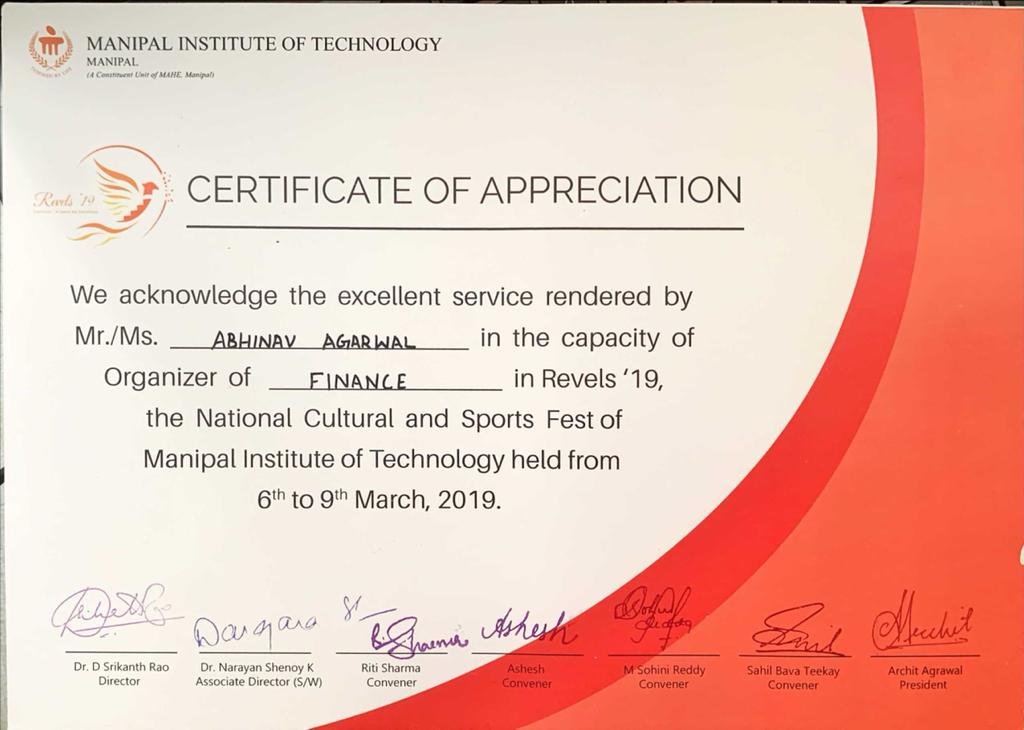 MANIPAL INSTITUTE OF TECHNOLOGY
MANIPAL
(A Constituent Unit of MAHE, Manipal)
Revels '19
CERTIFICATE OF APPRECIATION
We acknowledge the excellent service rendered by
Mr./Ms. ABHINAV AGARWAL in the capacity of
Organizer of FINANCE in Revels '19,
the National Cultural and Sports Fest of
Manipal Institute of Technology held from
6th to 9th March, 2019.
Ashesh
Dr. D Srikanth Rao
Director
Dr. Narayan Shenoy K
Associate Director (S/W)
Riti Sharma
Convener
Ashesh
Convener
M Sohini Reddy
Convener
Sahil Bava Teekay
Convener
Archit Agrawal
President